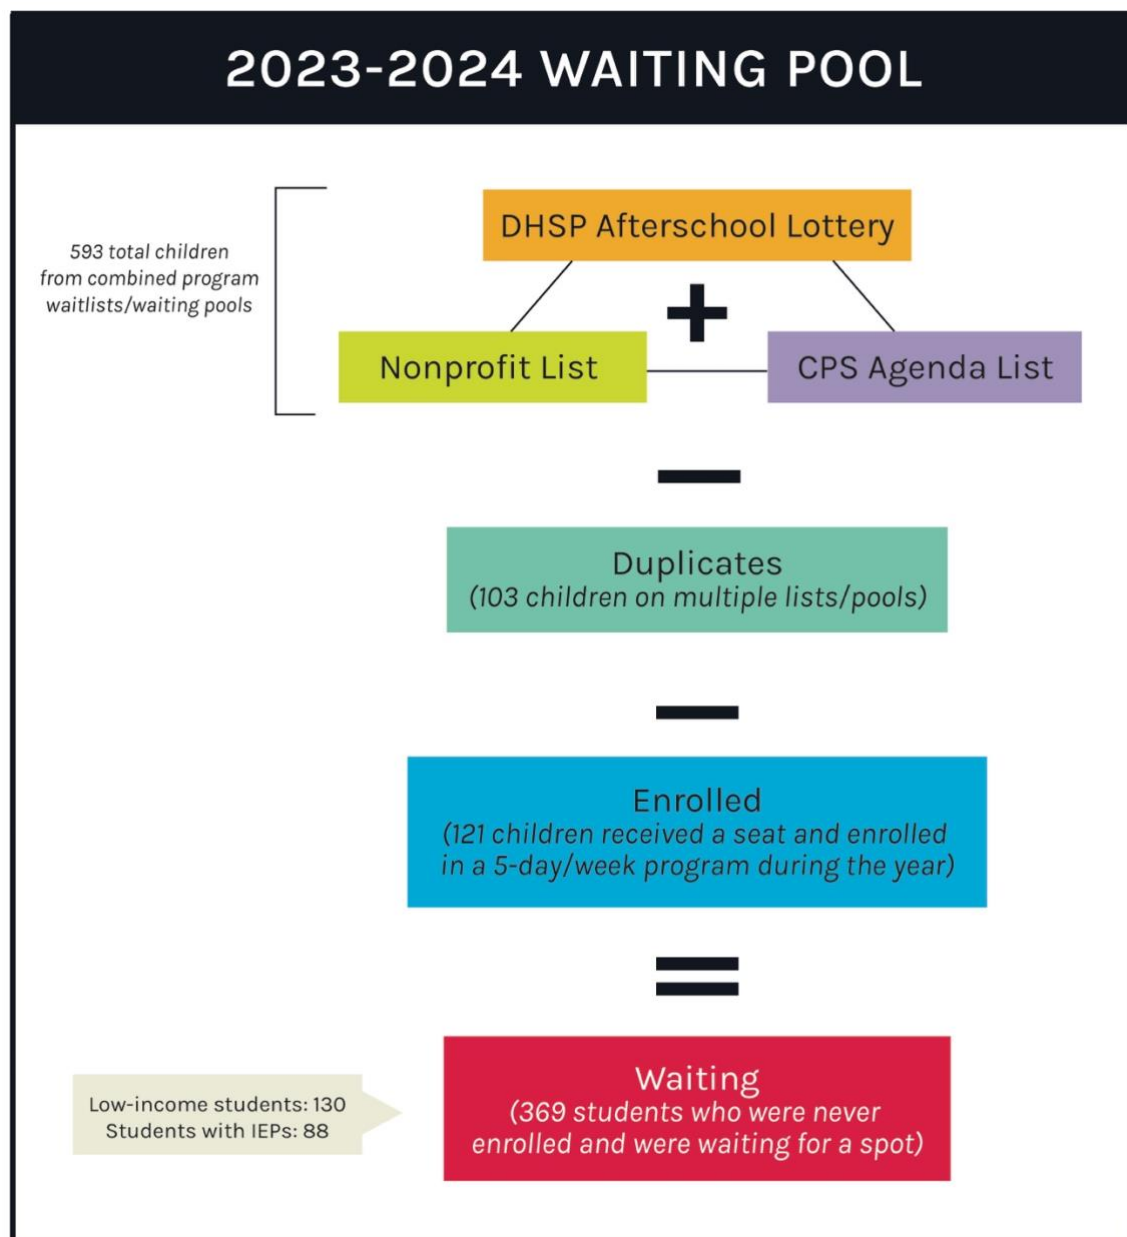 2023-2024 WAITING POOL
593 total children
from combined program
waitlists/waiting pools
DHSP Afterschool Lottery
+
Nonprofit List
CPS Agenda List
—
Duplicates
(103 children on multiple lists/pools)
—
Enrolled
(121 children received a seat and enrolled
in a 5-day/week program during the year)
=
Low-income students: 130
Students with IEPs: 88
Waiting
(369 students who were never
enrolled and were waiting for a spot)